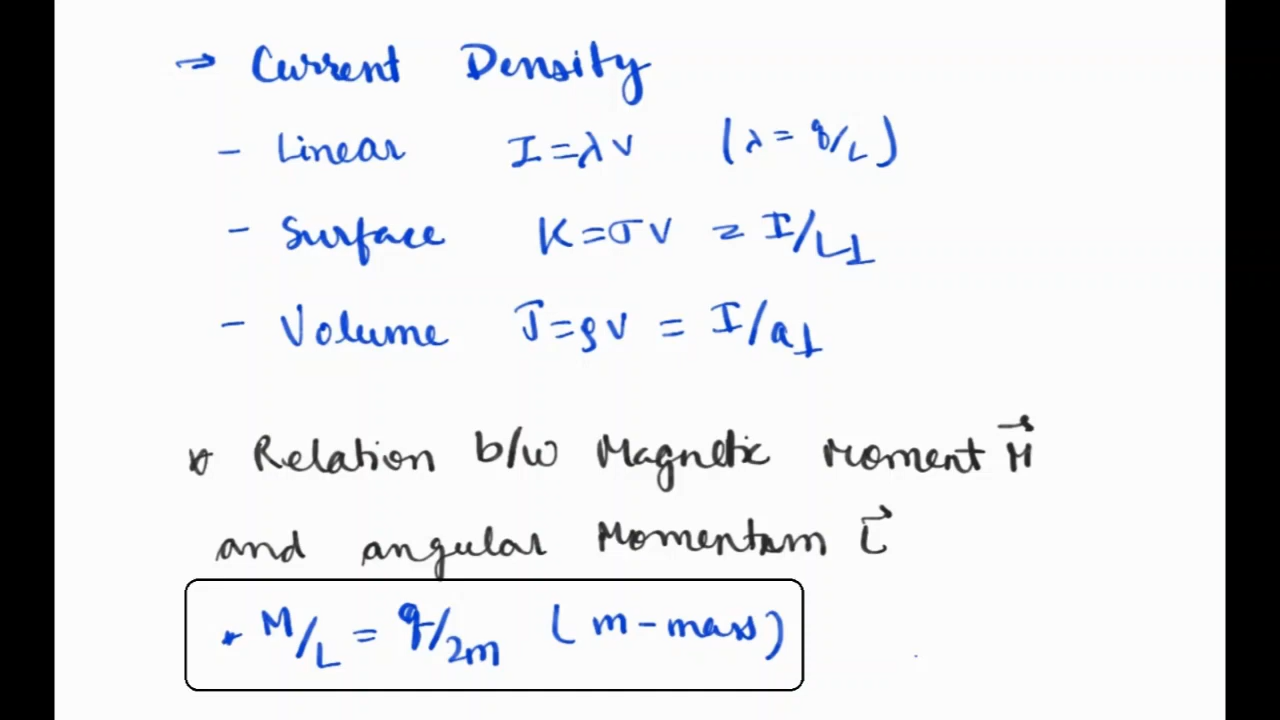 → Current Density
- Linear I = λv (λ = q/L)
- Surface K = σv = I/L⊥
- Volume J = ρv = I/a⊥
* Relation b/w Magnetic Moment M⃗
and angular Momentum L⃗
* M/L = q/2m (m - mass)